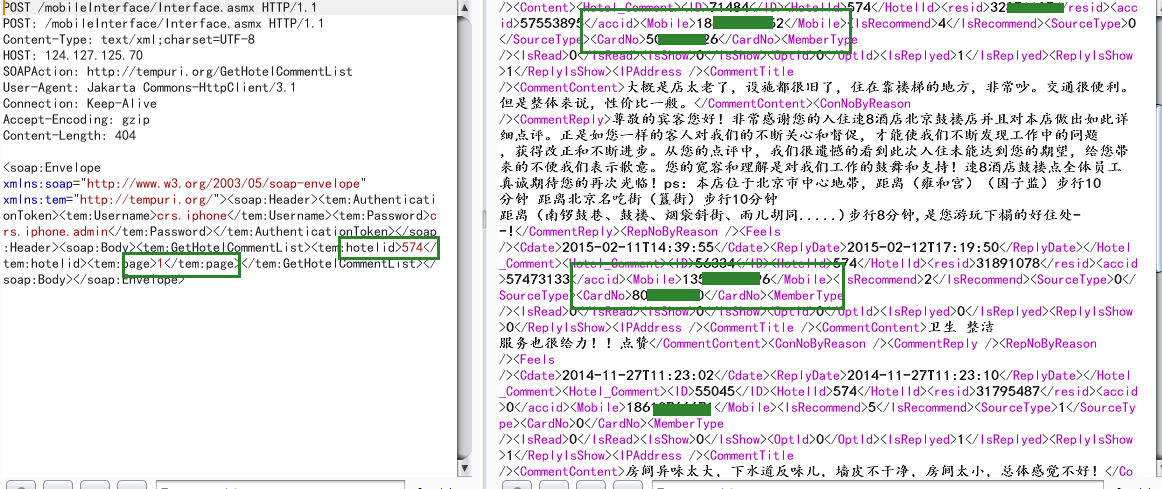 POST /mobileInterface/Interface.asmx HTTP/1.1
POST: /mobileInterface/Interface.asmx HTTP/1.1
Content-Type: text/xml;charset=UTF-8
HOST: 124.127.125.70
SOAPAction: http://tempuri.org/GetHotelCommentList
User-Agent: Jakarta Commons-HttpClient/3.1
Connection: Keep-Alive
Accept-Encoding: gzip
Content-Length: 404
<soap:Envelope
xmlns:soap="http://www.w3.org/2003/05/soap-envelope"
xmlns:tem="http://tempuri.org/"><soap:Header><tem:Authenticati
onToken><tem:Username>crs.iphone</tem:Username><tem:Password>c
rs.iphone.admin</tem:Password></tem:AuthenticationToken></soap
:Header><soap:Body><tem:GetHotelCommentList><tem:hotelid>574</
tem:hotelid><tem:page>1</tem:page></tem:GetHotelCommentList></
soap:Body></soap:Envelope>
/><Content><Hotel_Comment><ID>71484</ID><HotelId>574</HotelId><resid>32</resid><acc
id>57553895</accid><Mobile>18 52</Mobile><IsRecommend>4</IsRecommend><SourceType>0
</SourceType><CardNo>50 26</CardNo><MemberType
/><IsRead>0</IsRead><IsShow>0</IsShow><OptId>0</OptId><IsReplyed>1</IsReplyed><ReplyIsShow
>1</ReplyIsShow><IPAddress /><CommentTitle
/><CommentContent>大概是店太老了，设施都很旧了，住在靠楼梯的地方，非常吵。交通很便利。
但是整体来说，性价比一般。</CommentContent><ConNoByReason
/><CommentReply>尊敬的宾客您好！非常感谢您的入住速8酒店北京鼓楼店并且对本店做出如此详
细点评。正是如您一样的客人对我们的不断关心和督促，才能使我们不断发现工作中的问题
，获得改正和不断进步。从您的点评中，我们很遗憾的看到此次入住未能达到您的期望，给您带
来的不便我们表示歉意。您的宽容和理解是对我们工作的鼓舞和支持！速8酒店鼓楼点全体员工
真诚期待您的再次光临！ps：本店位于北京市中心地带，距离（雍和宫）（国子监）步行10
分钟 距离北京名吃街（簋街）步行10分钟
距离（南锣鼓巷、鼓楼、烟袋斜街、雨儿胡同.....)步行8分钟,是您游玩下榻的好住处-
-!</CommentReply><RepNoByReason /><Feels
/><Cdate>2015-02-11T14:39:55</Cdate><ReplyDate>2015-02-12T17:19:50</ReplyDate></Hotel
_Comment><Hotel_Comment><ID>56334</ID><HotelId>574</HotelId><resid>31891078</resid><accid>
57473133</accid><Mobile>135 96</Mobile><IsRecommend>2</IsRecommend><SourceType>0</
SourceType><CardNo>80 0</CardNo><MemberType
/><IsRead>0</IsRead><IsShow>0</IsShow><OptId>0</OptId><IsReplyed>0</IsReplyed><ReplyIsShow
>0</ReplyIsShow><IPAddress /><CommentTitle /><CommentContent>卫生 整洁
服务也很给力！！点赞</CommentContent><ConNoByReason /><CommentReply /><RepNoByReason
/><Feels
/><Cdate>2014-11-27T11:23:02</Cdate><ReplyDate>2014-11-27T11:23:10</ReplyDate></Hotel
_Comment><Hotel_Comment><ID>55045</ID><HotelId>574</HotelId><resid>31795487</resid><accid
>0</accid><Mobile>186</Mobile><IsRecommend>5</IsRecommend><SourceType>1</SourceTy
pe><CardNo>0</CardNo><MemberType
/><IsRead>0</IsRead><IsShow>0</IsShow><OptId>0</OptId><IsReplyed>1</IsReplyed><ReplyIsShow
>1</ReplyIsShow><IPAddress /><CommentTitle
/><CommentContent>房间异味太大，下水道反味儿，墙皮不干净，房间太小，总体感觉不好！</Co